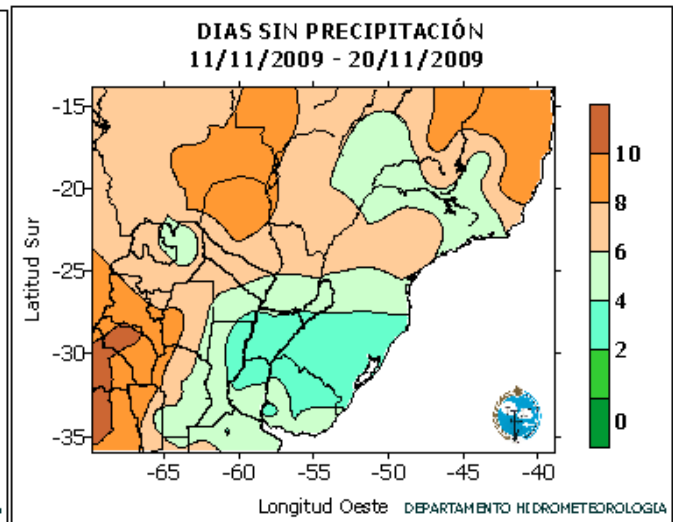 DIAS SIN PRECIPITACIÓN
11/11/2009 - 20/11/2009
-15
-20
-25
-30
-35
Latitud Sur
-65 -60 -55 -50 -45 -40
Longitud Oeste
10
8
6
4
2
0
DEPARTAMENTO HIDROMETEOROLOGIA